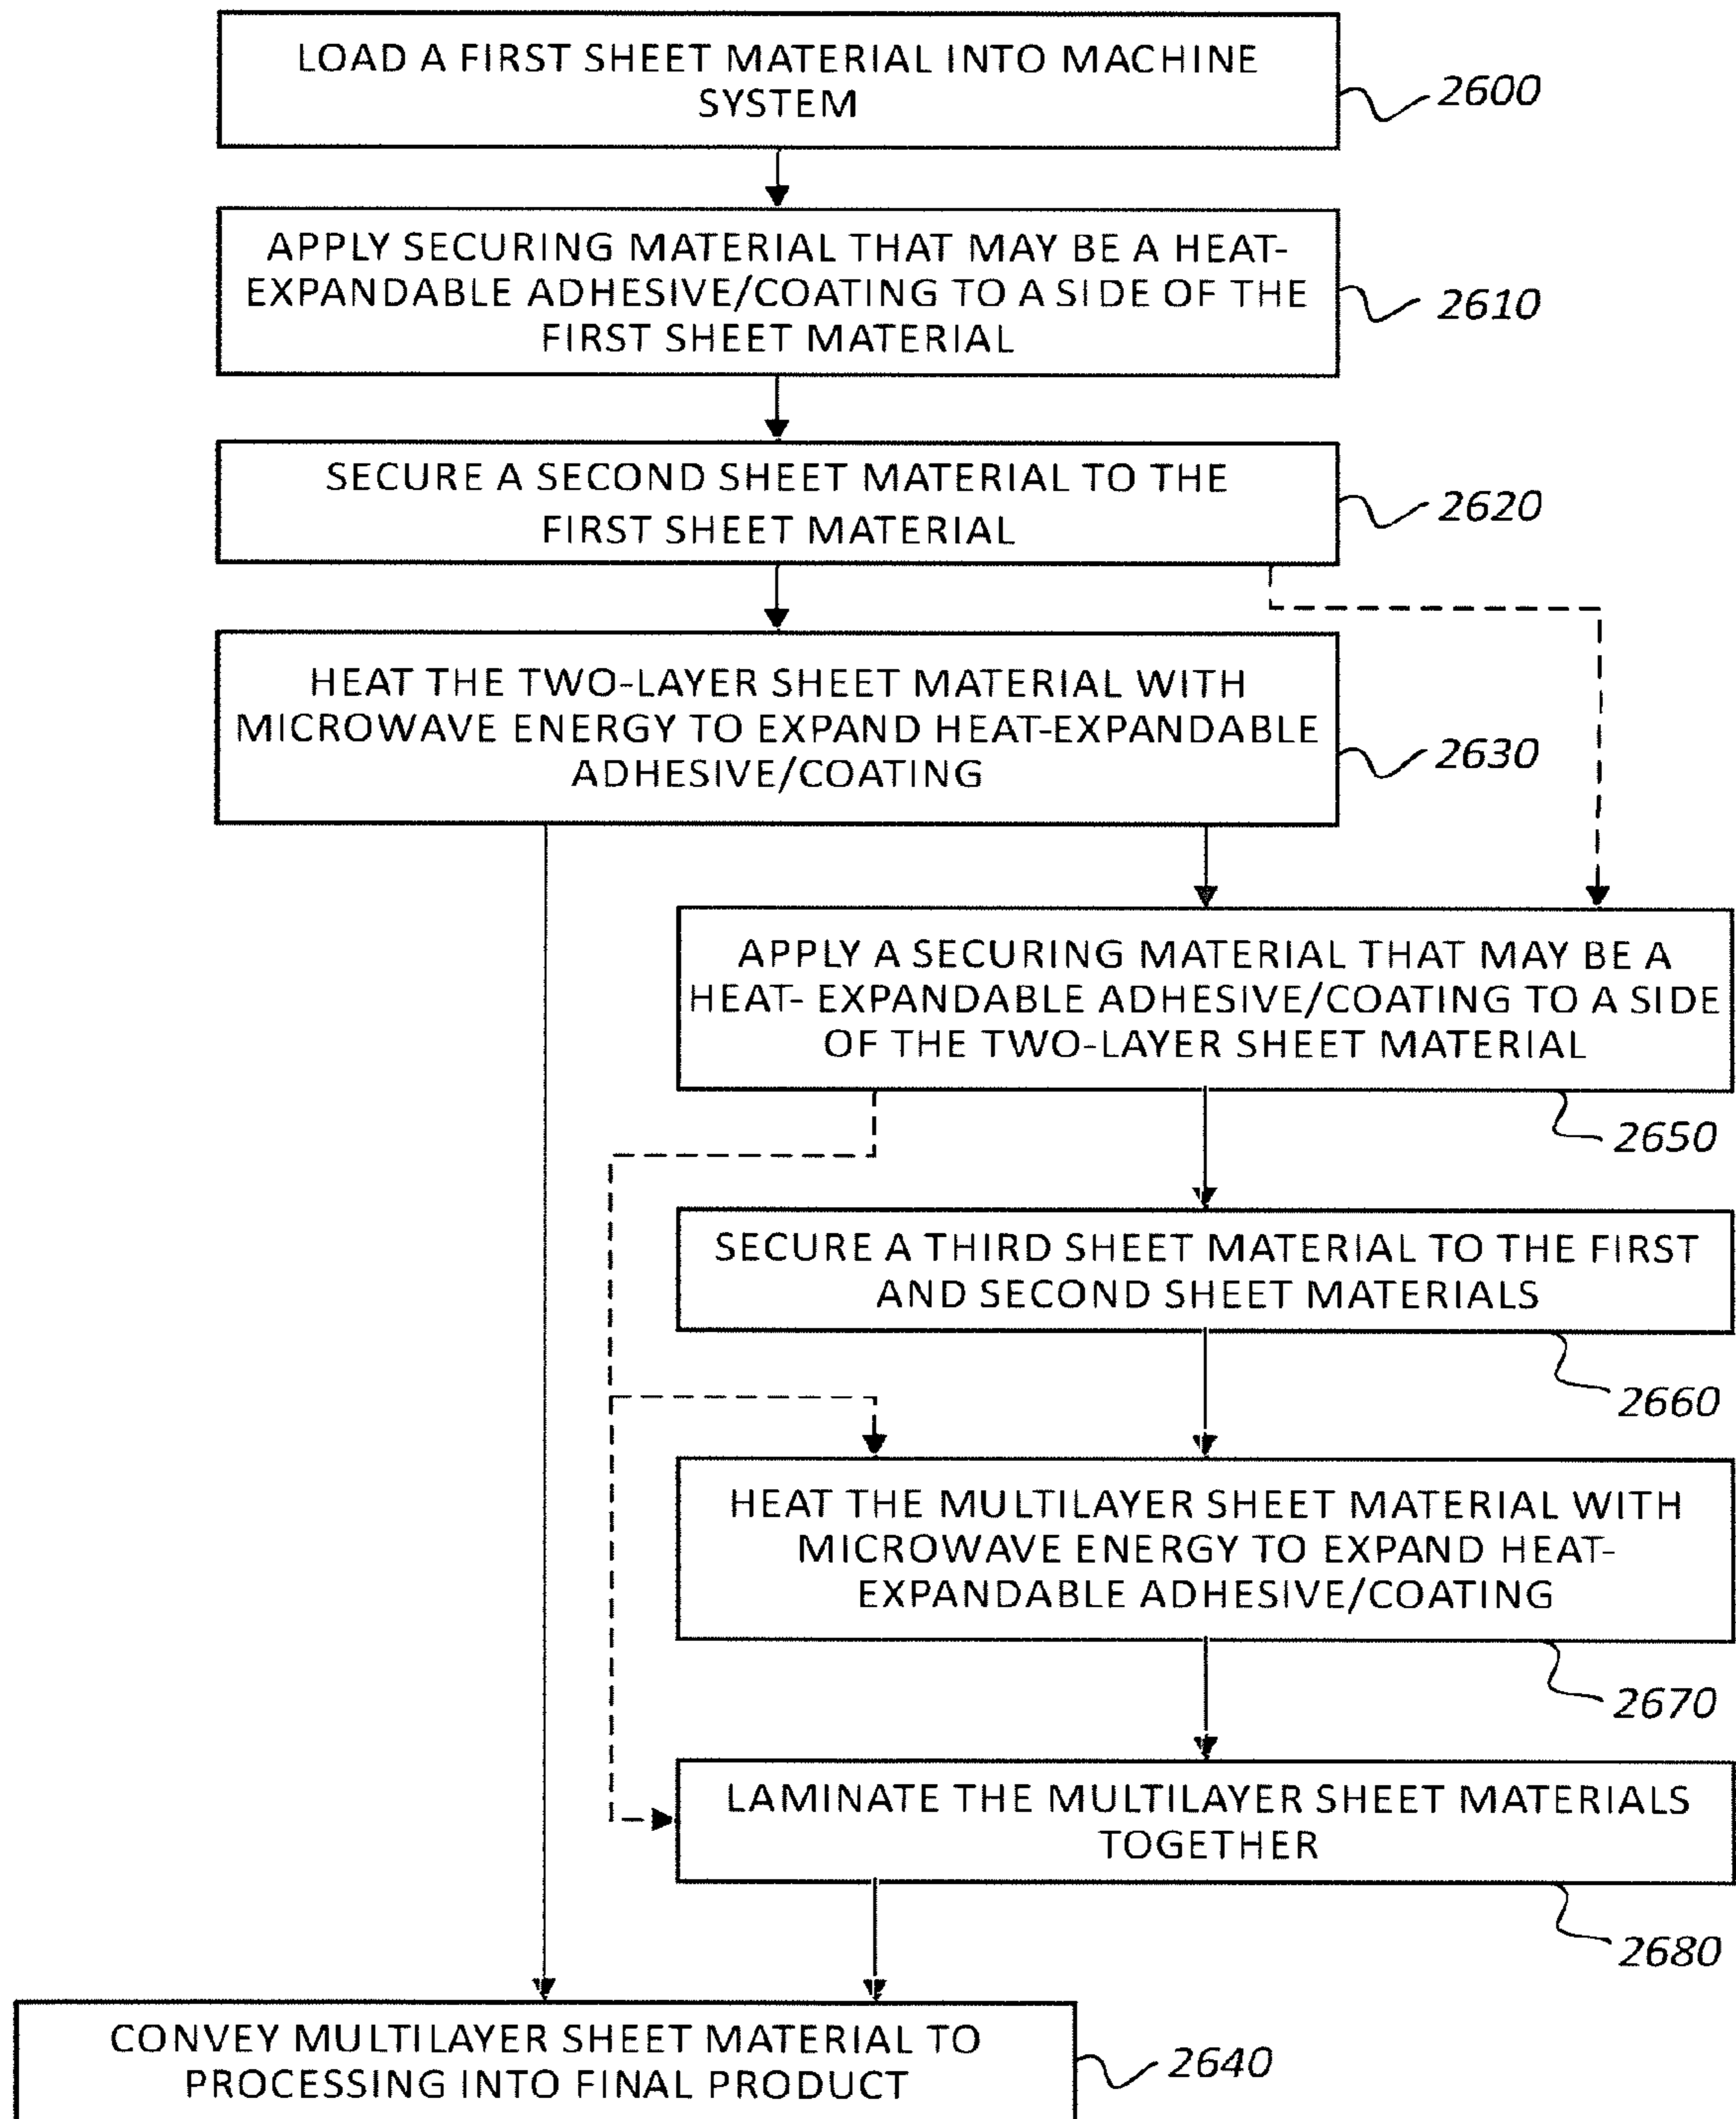 LOAD A FIRST SHEET MATERIAL INTO MACHINE
SYSTEM
2600
APPLY SECURING MATERIAL THAT MAY BE A HEAT-
EXPANDABLE ADHESIVE/COATING TO A SIDE OF THE
FIRST SHEET MATERIAL
2610
SECURE A SECOND SHEET MATERIAL TO THE
FIRST SHEET MATERIAL
2620
HEAT THE TWO-LAYER SHEET MATERIAL WITH
MICROWAVE ENERGY TO EXPAND HEAT-EXPANDABLE
ADHESIVE/COATING
2630
APPLY A SECURING MATERIAL THAT MAY BE A
HEAT- EXPANDABLE ADHESIVE/COATING TO A SIDE
OF THE TWO-LAYER SHEET MATERIAL
2650
SECURE A THIRD SHEET MATERIAL TO THE FIRST
AND SECOND SHEET MATERIALS
2660
HEAT THE MULTILAYER SHEET MATERIAL WITH
MICROWAVE ENERGY TO EXPAND HEAT-
EXPANDABLE ADHESIVE/COATING
2670
LAMINATE THE MULTILAYER SHEET MATERIALS
TOGETHER
2680
CONVEY MULTILAYER SHEET MATERIAL TO
PROCESSING INTO FINAL PRODUCT
2640